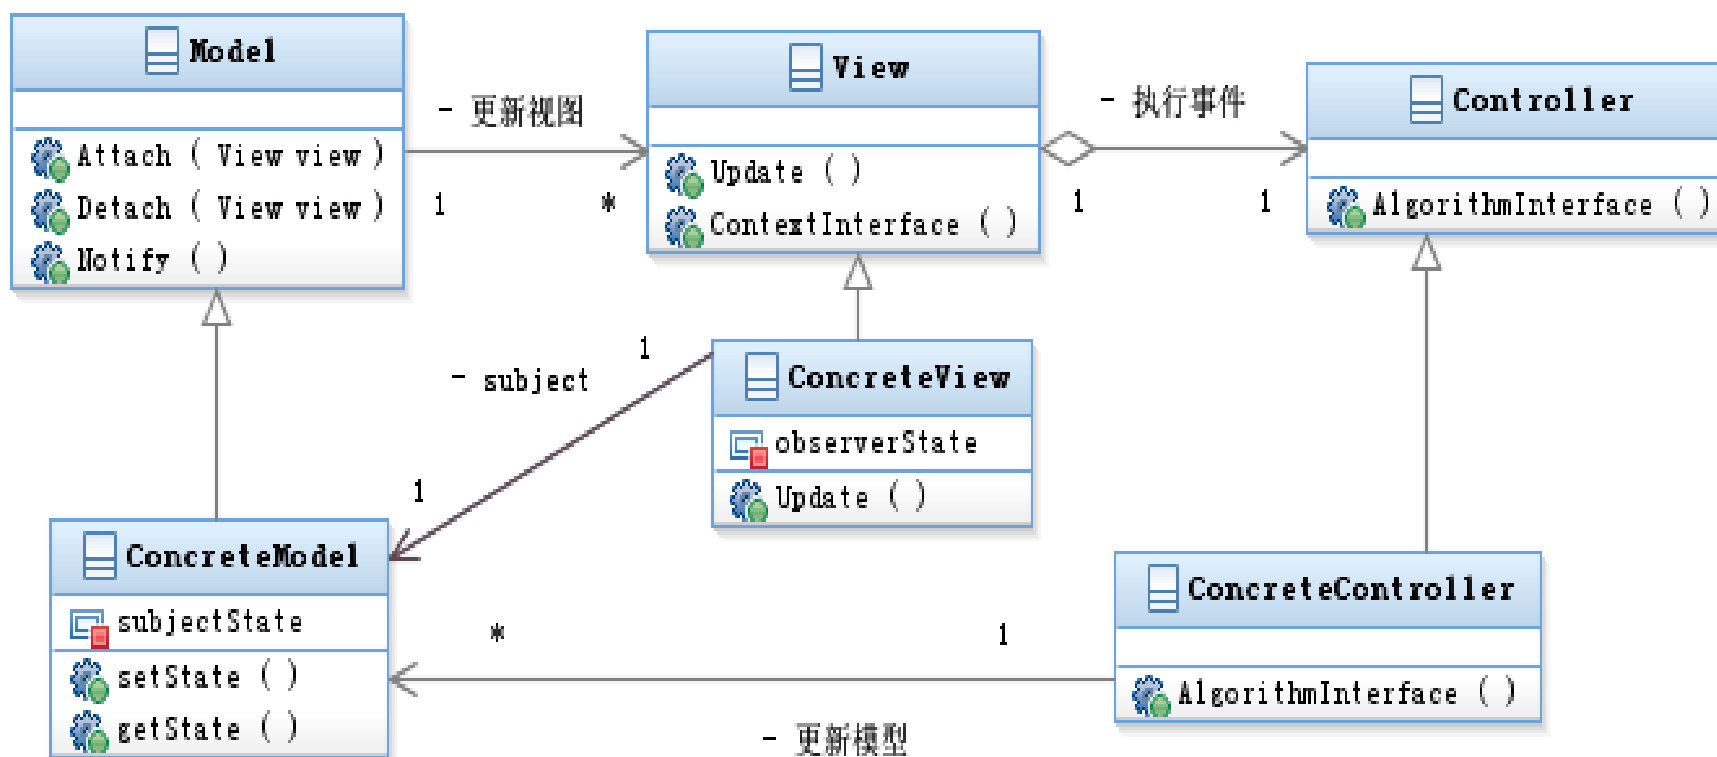 Model
Attach ( View view )
Detach ( View view )
Notify ( )
- 更新视图
1
*
View
Update ( )
ContextInterface ( )
- 执行事件
1
1
Controller
AlgorithmInterface ( )
- subject
1
1
ConcreteView
observerState
Update ( )
ConcreteModel
subjectState
setState ( )
getState ( )
*
1
- 更新模型
ConcreteController
AlgorithmInterface ( )